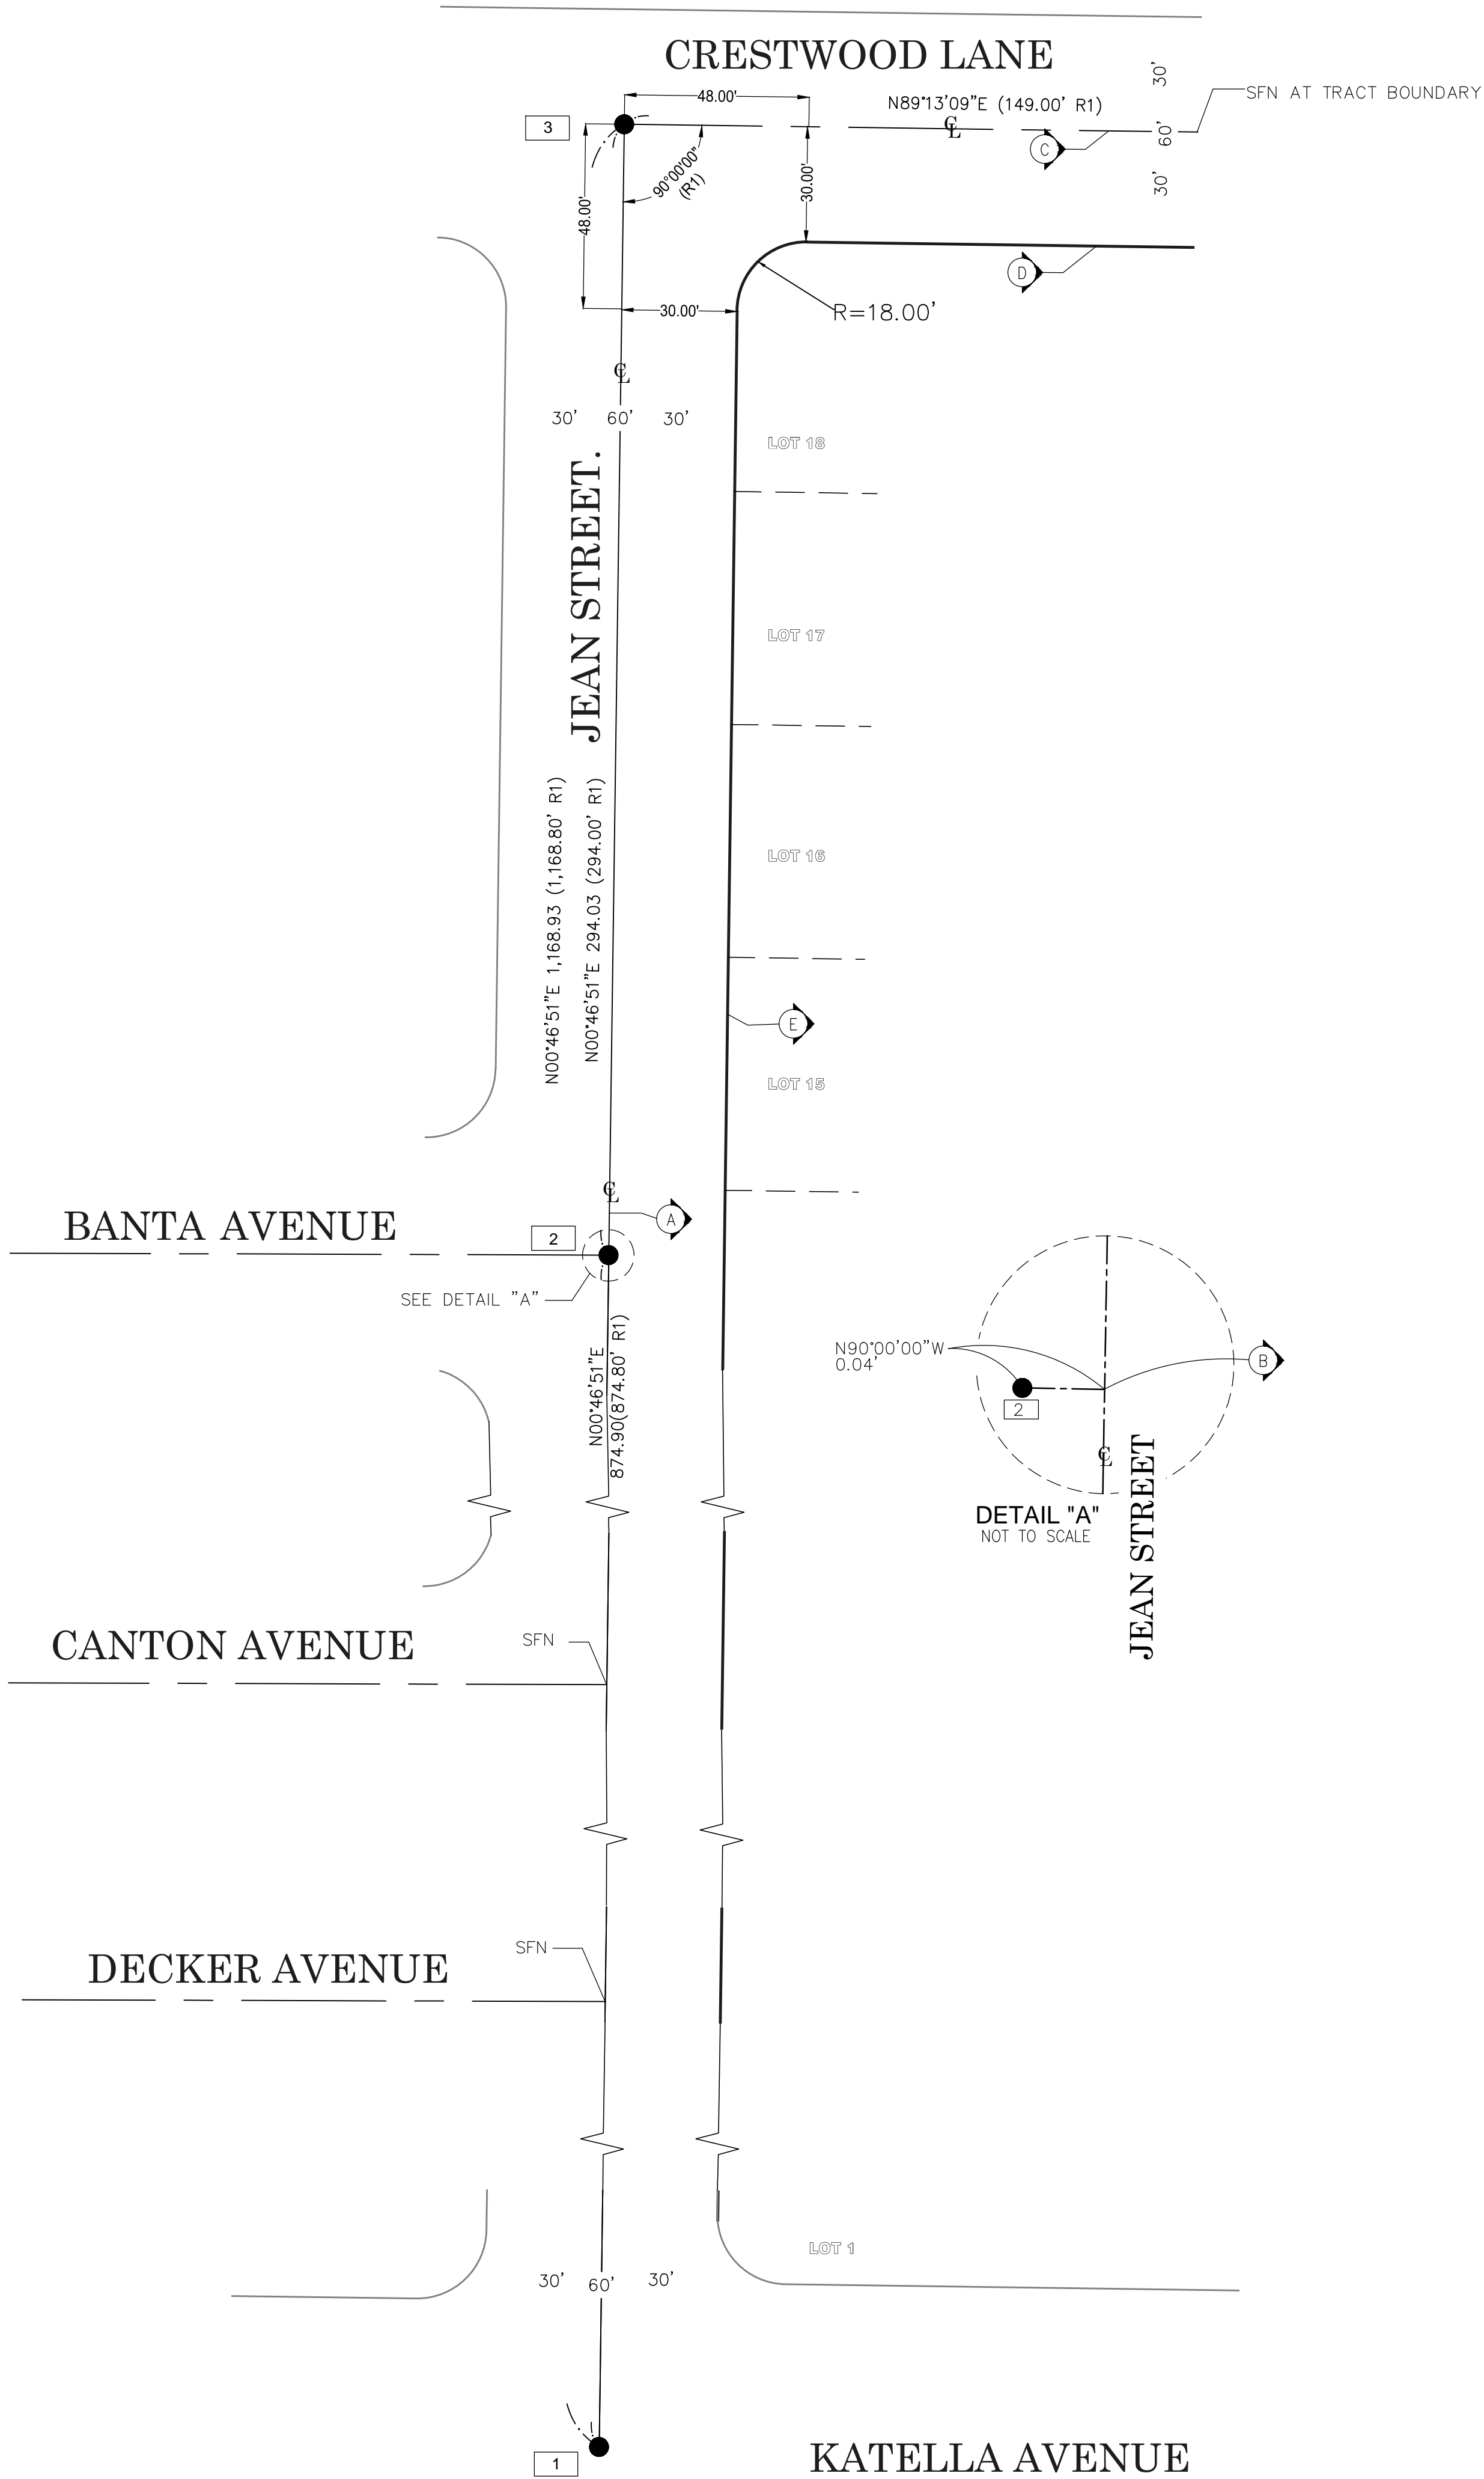 CRESTWOOD LANE
30'
SFN AT TRACT BOUNDARY
48.00'
N89°13'09"E (149.00' R1)
℄
60'
3
C
90°00'00"
(R1)
30.00'
30'
48.00'
D
30.00'
R=18.00'
℄
30' 60' 30'
LOT 18
JEAN STREET.
LOT 17
N00°46'51"E 1,168.93 (1,168.80' R1)
N00°46'51"E 294.03 (294.00' R1)
LOT 16
E
LOT 15
℄
A
BANTA AVENUE
2
SEE DETAIL "A"
N00°46'51"E
874.90(874.80' R1)
N90°00'00"W
0.04'
B
2
℄
JEAN STREET
DETAIL "A"
NOT TO SCALE
CANTON AVENUE
SFN
DECKER AVENUE
SFN
LOT 1
30' 60' 30'
1
KATELLA AVENUE